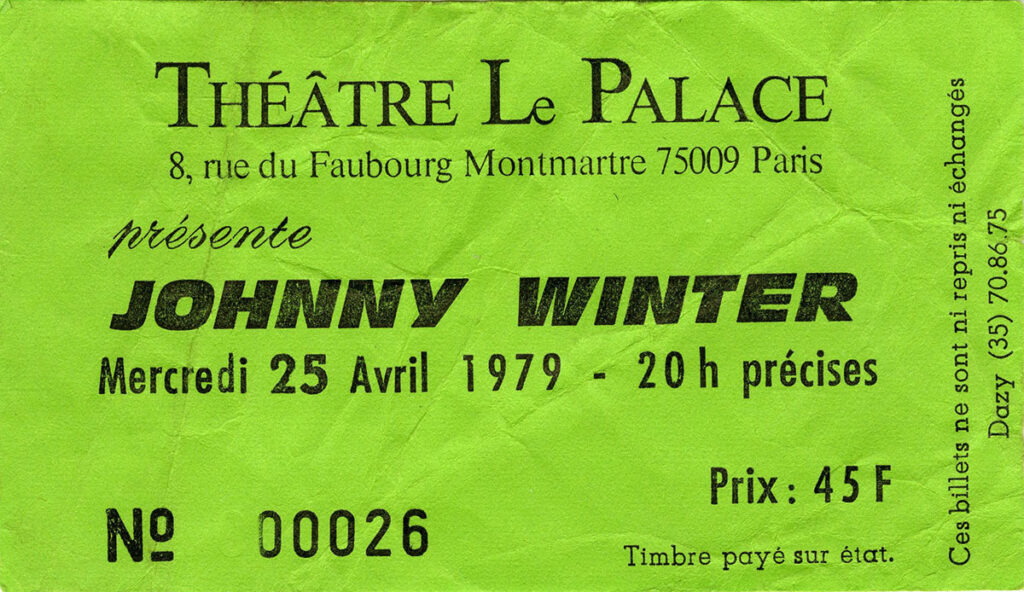 THÉÂTRE Le PALACE
8, rue du Faubourg Montmartre 75009 Paris
présente
JOHNNY WINTER
Mercredi 25 Avril 1979 - 20 h précises
Prix : 45 F
Nº 00026
Timbre payé sur état.
Ces billets ne sont ni repris ni échangés
Dazy (35) 70.86.75